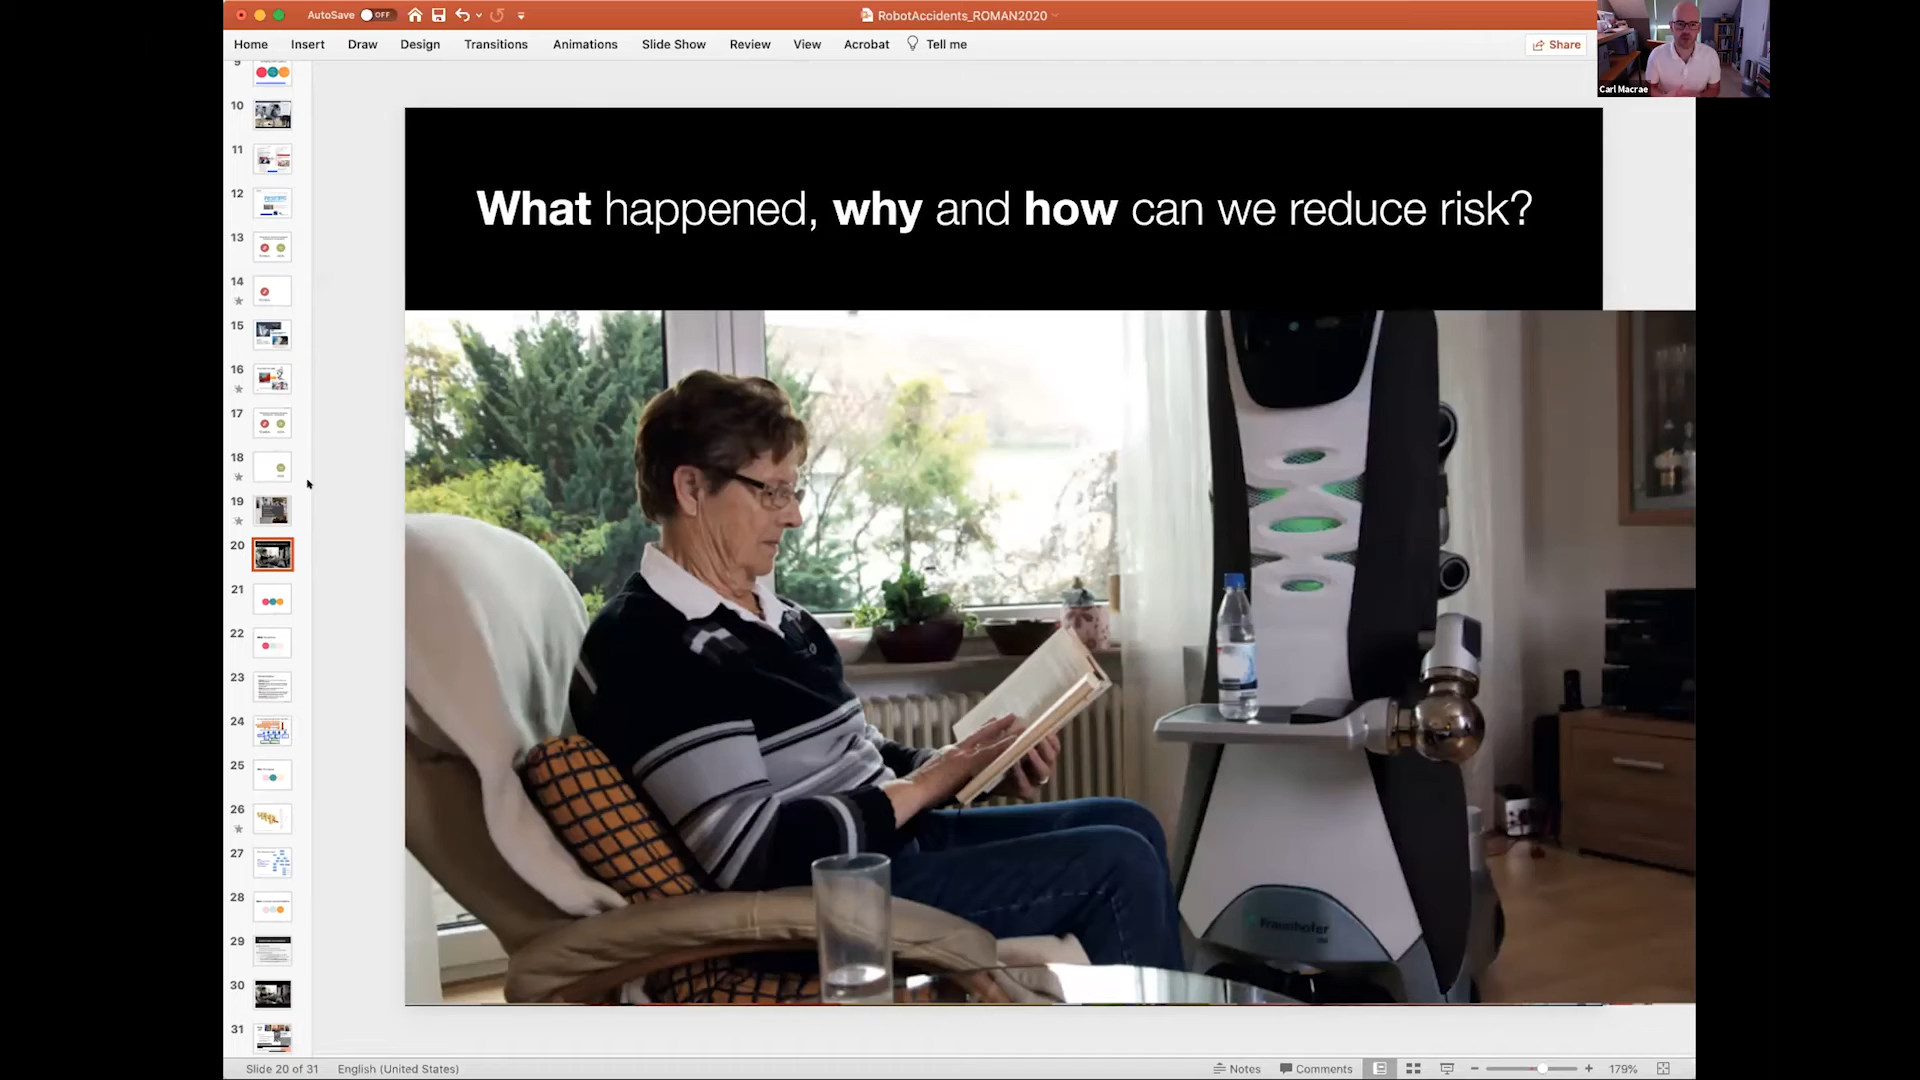 AutoSave OFF
RobotAccidents_ROMAN2020
Home Insert Draw Design Transitions Animations Slide Show Review View Acrobat Tell me
Share
Carl Macrae
9
10
11
12
13
14
15
16
17
18
19
20
21
22
23
24
25
26
27
28
29
30
31
What happened, why and how can we reduce risk?
Fraunhofer
Slide 20 of 31 English (United States)
Notes Comments 179%